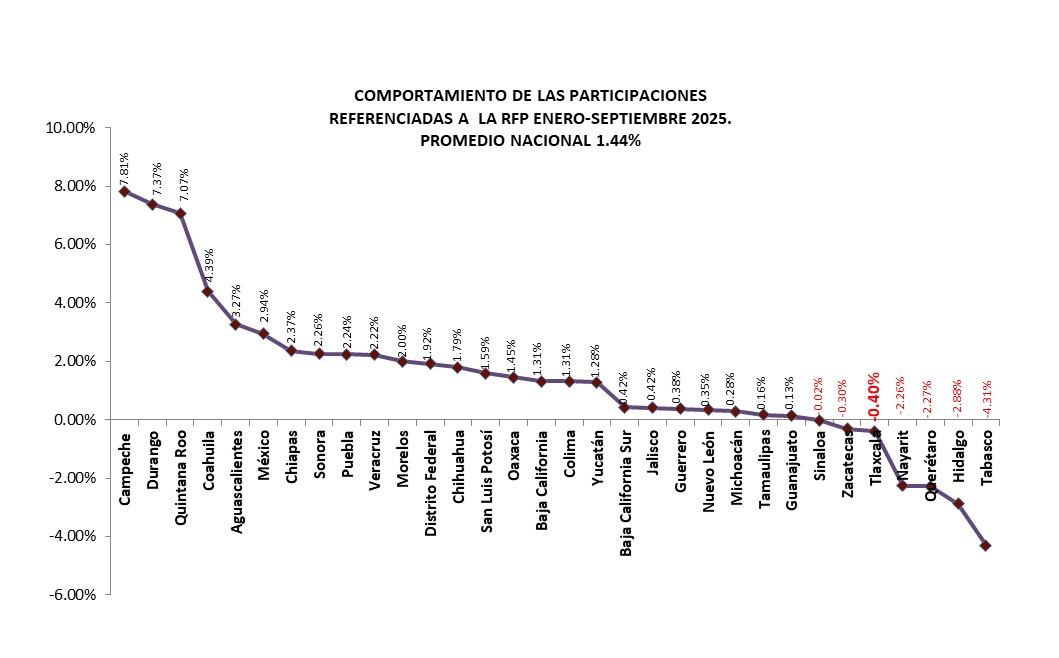 COMPORTAMIENTO DE LAS PARTICIPACIONES
REFERENCIADAS A LA RFP ENERO-SEPTIEMBRE 2025.
PROMEDIO NACIONAL 1.44%
10.00%
8.00%
6.00%
4.00%
2.00%
0.00%
-2.00%
-4.00%
-6.00%
7.81%
7.37%
7.07%
4.39%
3.27%
2.94%
2.37%
2.26%
2.24%
2.22%
2.00%
1.92%
1.79%
1.59%
1.45%
1.31%
1.31%
1.28%
0.42%
0.42%
0.38%
0.35%
0.28%
0.16%
0.13%
-0.02%
-0.30%
-0.40%
-2.26%
-2.27%
-2.88%
-4.31%
Campeche
Durango
Quintana Roo
Coahuila
Aguascalientes
México
Chiapas
Sonora
Puebla
Veracruz
Morelos
Distrito Federal
Chihuahua
San Luis Potosí
Oaxaca
Baja California
Colima
Yucatán
Baja California Sur
Jalisco
Guerrero
Nuevo León
Michoacán
Tamaulipas
Guanajuato
Sinaloa
Zacatecas
Tlaxcala
Nayarit
Querétaro
Hidalgo
Tabasco